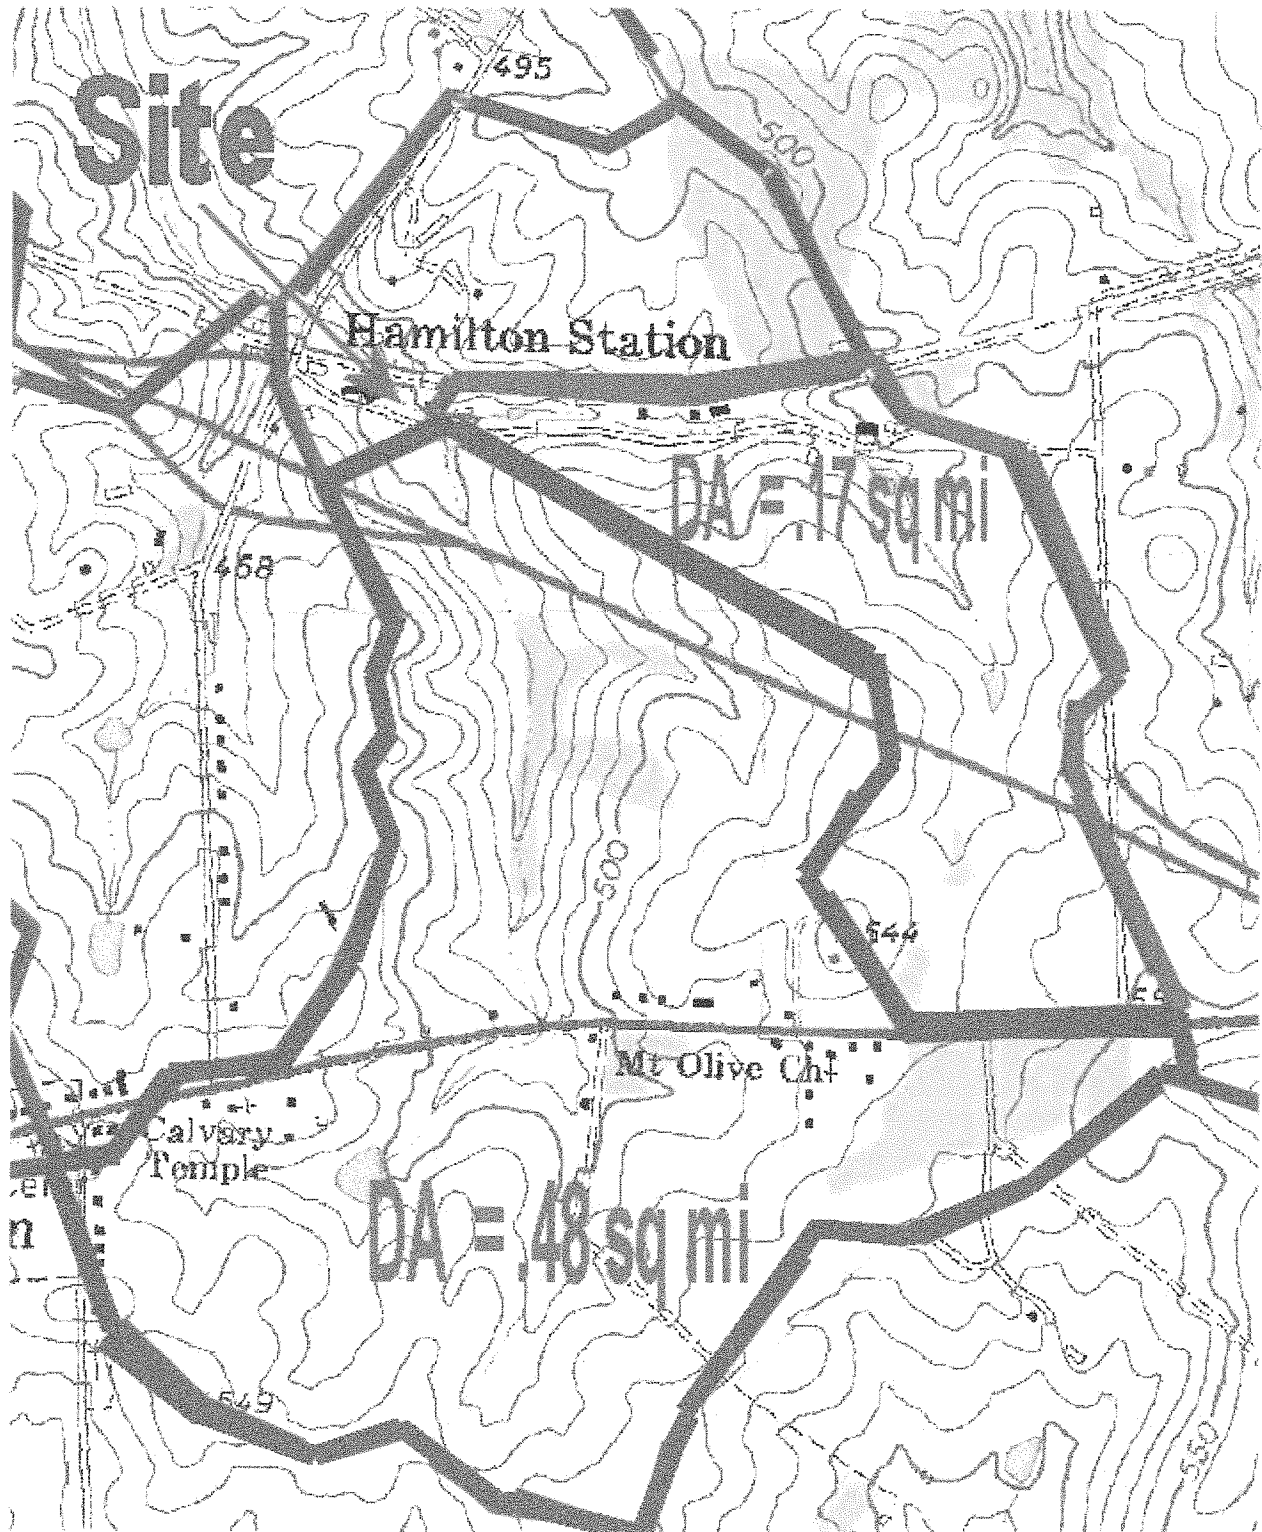 495
Site
500
Hamilton Station
DA = .17 sq mi
468
500
544
Mt Olive Ch
Calvary
Temple
DA = .48 sq mi
549
550